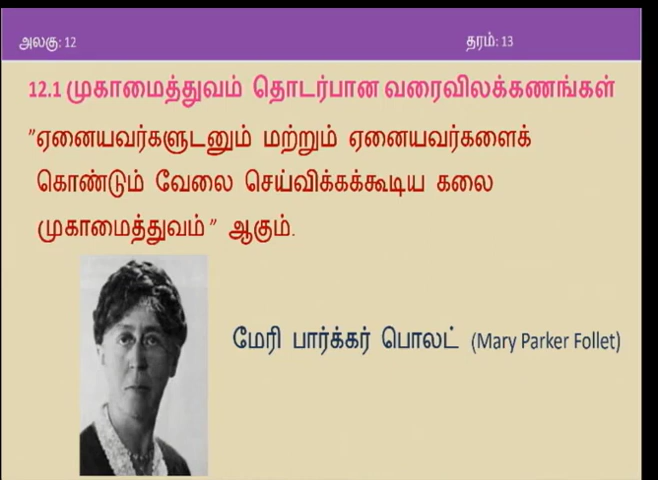 அலகு: 12
தரம்: 13
12.1 முகாமைத்துவம் தொடர்பான வரைவிலக்கணங்கள்
"ஏனையவர்களுடனும் மற்றும் ஏனையவர்களைக்
கொண்டும் வேலை செய்விக்கக்கூடிய கலை
முகாமைத்துவம்" ஆகும்.
மேரி பார்க்கர் பொலட் (Mary Parker Follet)